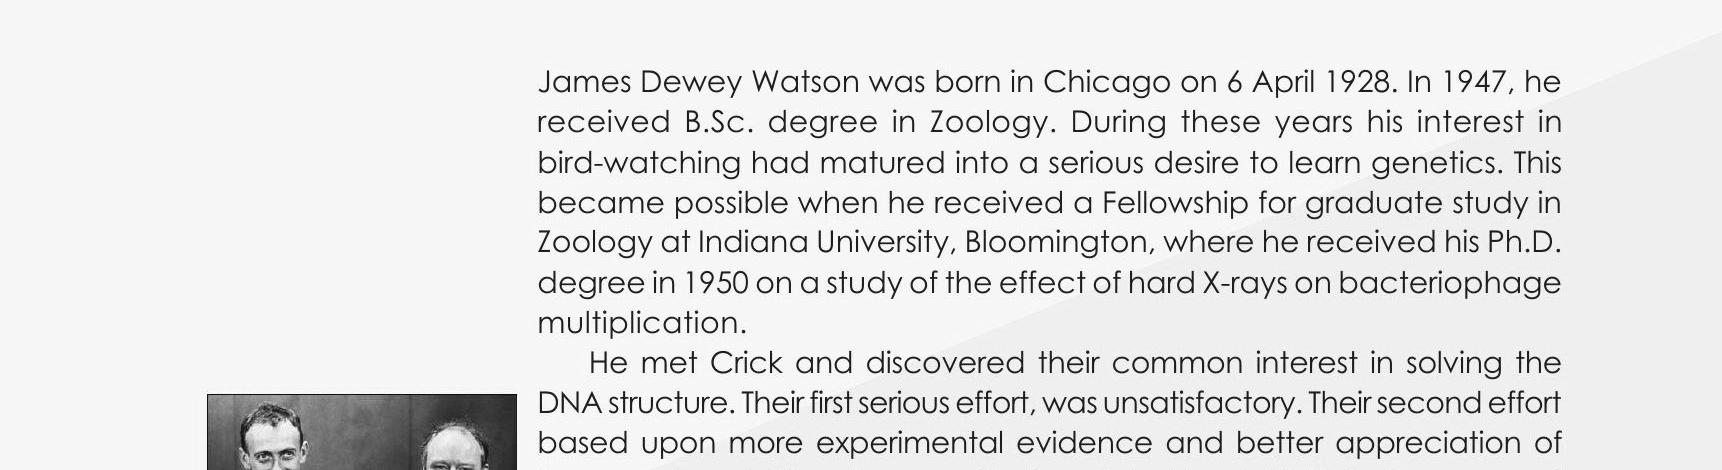 James Dewey Watson was born in Chicago on 6 April 1928. In 1947, he
received B.Sc. degree in Zoology. During these years his interest in
bird-watching had matured into a serious desire to learn genetics. This
became possible when he received a Fellowship for graduate study in
Zoology at Indiana University, Bloomington, where he received his Ph.D.
degree in 1950 on a study of the effect of hard X-rays on bacteriophage
multiplication.
He met Crick and discovered their common interest in solving the
DNA structure. Their first serious effort, was unsatisfactory. Their second effort
based upon more experimental evidence and better appreciation of